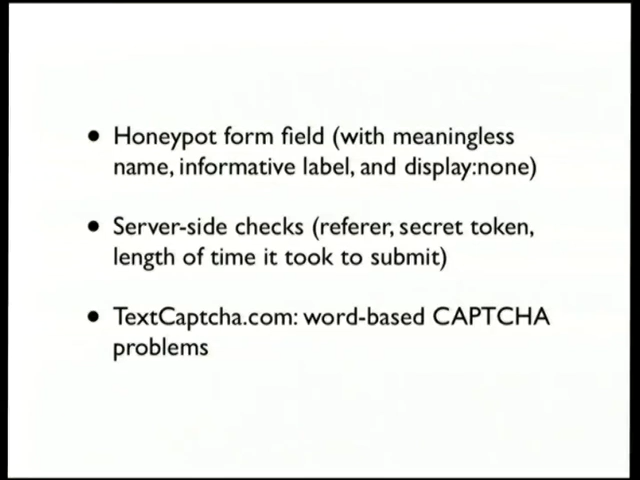 • Honeypot form field (with meaningless
name, informative label, and display:none)
• Server-side checks (referer, secret token,
length of time it took to submit)
• TextCaptcha.com: word-based CAPTCHA
problems